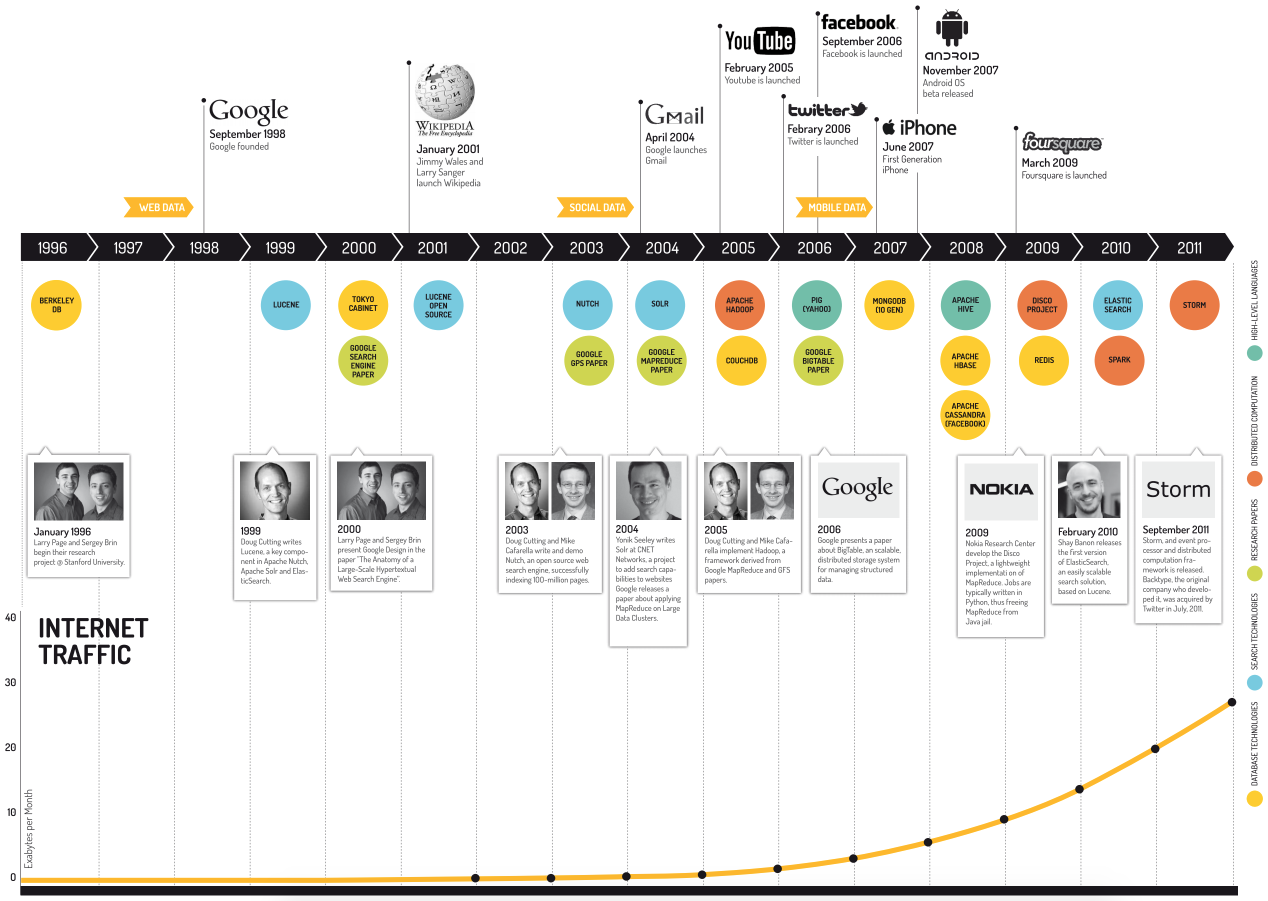 Google
September 1998
Google founded
WIKIPEDIA
The Free Encyclopedia
January 2001
Jimmy Wales and
Larry Sanger
launch Wikipedia
Gmail
April 2004
Google launches
Gmail
YouTube
February 2005
Youtube is launched
twitter
Febrary 2006
Twitter is launched
facebook
September 2006
Facebook is launched
iPhone
June 2007
First Generation
iPhone
ANDROID
November 2007
Android OS
beta released
foursquare
March 2009
Foursquare is launched
WEB DATA
SOCIAL DATA
MOBILE DATA
1996 1997 1998 1999 2000 2001 2002 2003 2004 2005 2006 2007 2008 2009 2010 2011
BERKELEY
DB
LUCENE
TOKYO
CABINET
GOOGLE
SEARCH
ENGINE
PAPER
LUCENE
OPEN
SOURCE
NUTCH
GOOGLE
GPS PAPER
SOLR
GOOGLE
MAPREDUCE
PAPER
APACHE
HADOOP
COUCHDB
PIG
(YAHOO)
GOOGLE
BIGTABLE
PAPER
MONGODB
(10 GEN)
APACHE
HIVE
APACHE
HBASE
APACHE
CASSANDRA
(FACEBOOK)
DISCO
PROJECT
REDIS
ELASTIC
SEARCH
SPARK
STORM
January 1996
Larry Page and Sergey Brin
begin their research
project @ Stanford University.
1999
Doug Cutting writes
Lucene, a key compo-
nent in Apache Nutch,
Apache Solr and Elas-
ticSearch.
2000
Larry Page and Sergey Brin
present Google Design in the
paper "The Anatomy of a
Large-Scale Hypertextual
Web Search Engine".
2003
Doug Cutting and Mike
Cafarella write and demo
Nutch, an open source web
search engine, successfully
indexing 100-million pages.
2004
Yonik Seeley writes
Solr at CNET
Networks, a project
to add search capa-
bilities to websites
Google releases a
paper about applying
MapReduce on Large
Data Clusters.
2005
Doug Cutting and Mike Cafa-
rella implement Hadoop, a
framework derived from
Google MapReduce and GFS
papers.
Google
2006
Google presents a
paper about BigTable, an scalable,
distributed storage system
for managing structured
data.
NOKIA
2009
Nokia Research Center
develop the Disco
Project, a lightweight
implementati on of
MapReduce. Jobs are
typically written in
Python, thus freeing
MapReduce from
Java jail.
February 2010
Shay Banon releases
the first version
of ElasticSearch,
an easily scalable
search solution,
based on Lucene.
Storm
September 2011
Storm, and event pro-
cessor and distributed
computation fra-
mework is released.
Backtype, the original
company who develo-
ped it, was acquired by
Twitter in July, 2011.
HIGH-LEVEL LANGUAGES
DISTRIBUTED COMPUTATION
RESEARCH PAPERS
SEARCH TECHNOLOGIES
DATABASE TECHNOLOGIES
INTERNET
TRAFFIC
40
30
20
10
0
Exabytes per Month